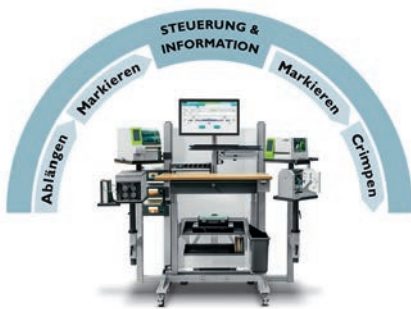 Ablängen
Markieren
STEUERUNG &
INFORMATION
Markieren
Crimpen